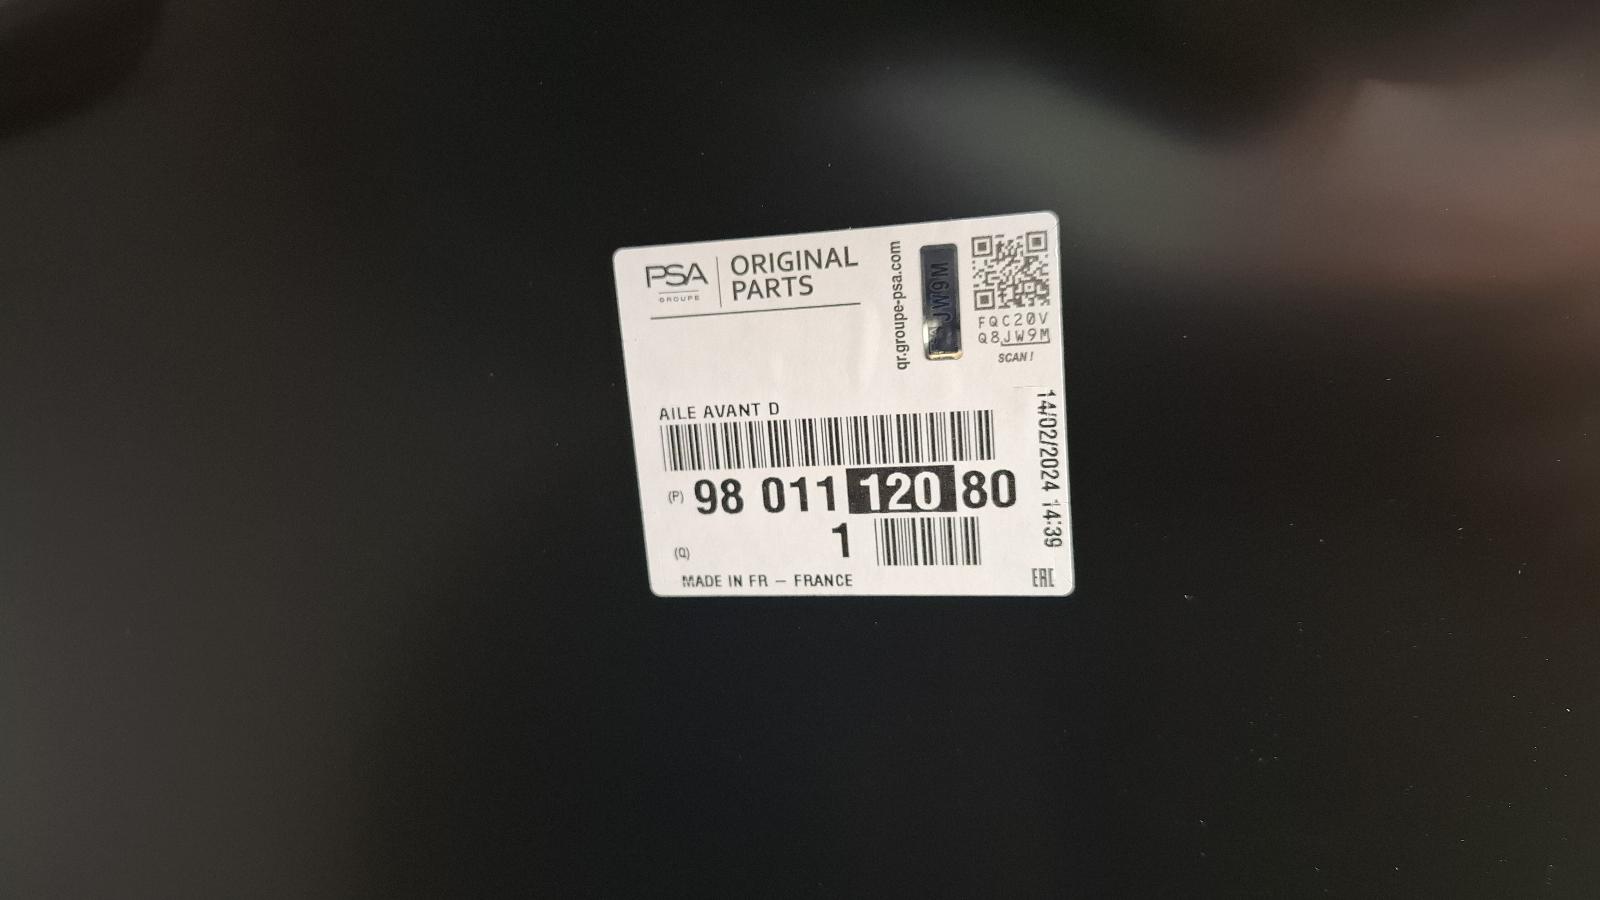 PSA
GROUPE
ORIGINAL
PARTS
qr.groupe-psa.com
JW9M
FQC20V
Q8JW9M
SCAN!
AILE AVANT D
(P) 98 011 120 80
(Q) 1
MADE IN FR – FRANCE
14/02/2024 14:39
EAC